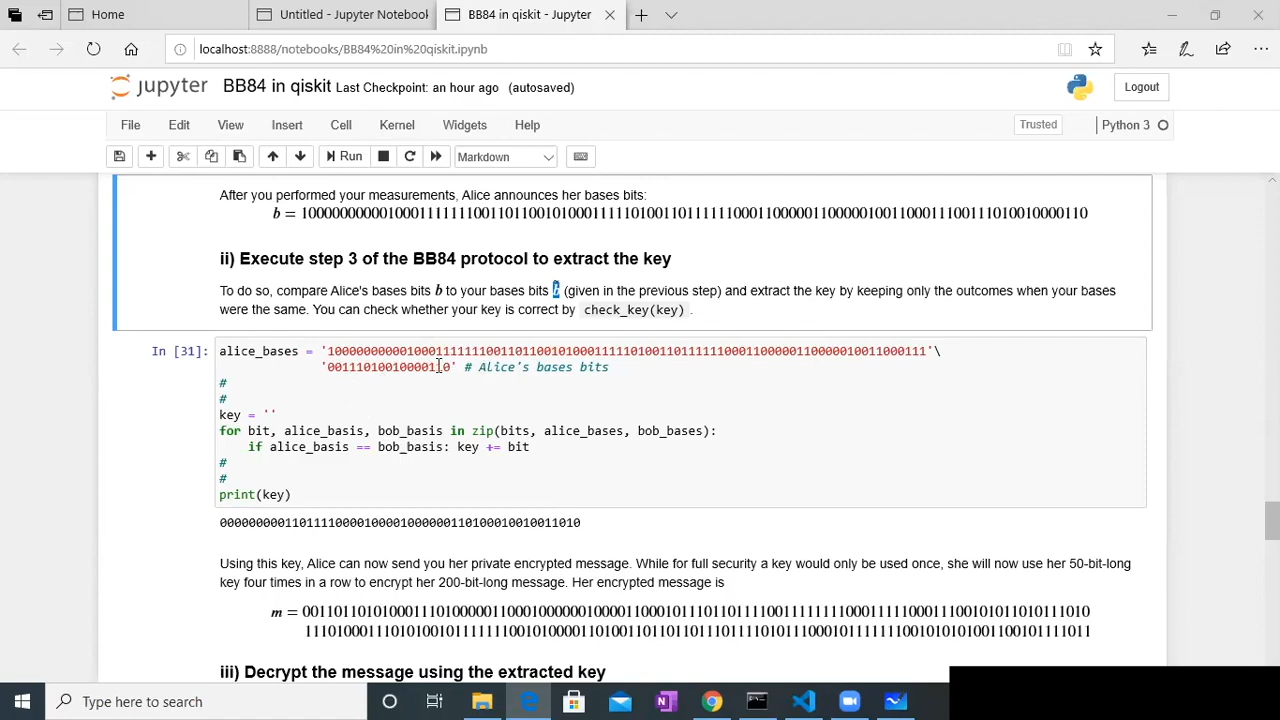 Home
Untitled - Jupyter Notebook
BB84 in qiskit - Jupyter
localhost:8888/notebooks/BB84%20in%20qiskit.ipynb
jupyter BB84 in qiskit Last Checkpoint: an hour ago (autosaved)
Logout
File Edit View Insert Cell Kernel Widgets Help
Trusted
Python 3
Run
Markdown
After you performed your measurements, Alice announces her bases bits:
ii) Execute step 3 of the BB84 protocol to extract the key
To do so, compare Alice's bases bits b to your bases bits b (given in the previous step) and extract the key by keeping only the outcomes when your bases
were the same. You can check whether your key is correct by check_key(key) .
In [31]:
'00111010010000110' # Alice's bases bits
#
#
key = ''
for bit, alice_basis, bob_basis in zip(bits, alice_bases, bob_bases):
if alice_basis == bob_basis: key += bit
#
#
print(key)
Using this key, Alice can now send you her private encrypted message. While for full security a key would only be used once, she will now use her 50-bit-long
key four times in a row to encrypt her 200-bit-long message. Her encrypted message is
iii) Decrypt the message using the extracted key
Type here to search